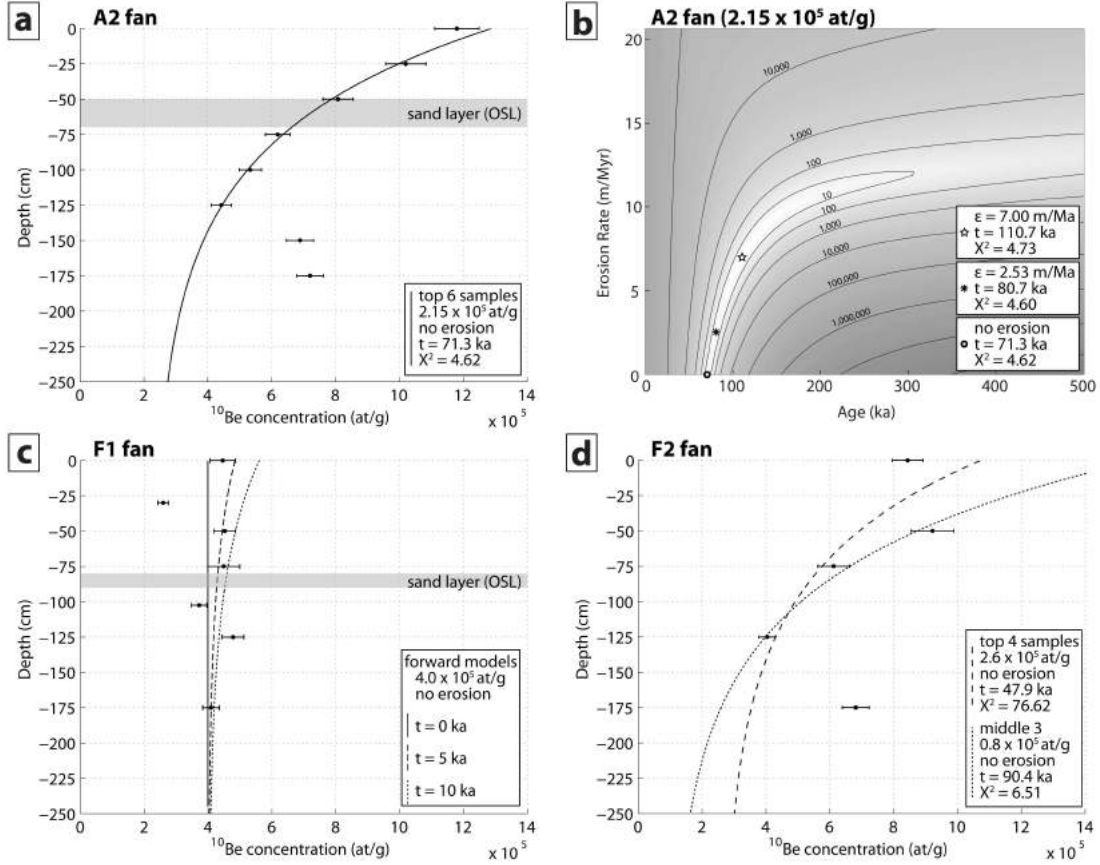 a
A2 fan
0
-25
-50
-75
-100
-125
-150
-175
-200
-225
-250
Depth (cm)
sand layer (OSL)
top 6 samples
2.15 x 10⁵ at/g
no erosion
t = 71.3 ka
X² = 4.62
0 2 4 6 8 10 12 14
¹⁰Be concentration (at/g)
x 10⁵
b
A2 fan (2.15 x 10⁵ at/g)
20
15
10
5
0
Erosion Rate (m/Myr)
10,000
1,000
100
10
100
1,000
10,000
100,000
1,000,000
ε = 7.00 m/Ma
t = 110.7 ka
X² = 4.73
ε = 2.53 m/Ma
t = 80.7 ka
X² = 4.60
no erosion
t = 71.3 ka
X² = 4.62
0 100 200 300 400 500
Age (ka)
c
F1 fan
0
-25
-50
-75
-100
-125
-150
-175
-200
-225
-250
Depth (cm)
sand layer (OSL)
forward models
4.0 x 10⁵ at/g
no erosion
t = 0 ka
t = 5 ka
t = 10 ka
0 2 4 6 8 10 12 14
¹⁰Be concentration (at/g)
x 10⁵
d
F2 fan
0
-25
-50
-75
-100
-125
-150
-175
-200
-225
-250
Depth (cm)
top 4 samples
2.6 x 10⁵ at/g
no erosion
t = 47.9 ka
X² = 76.62
middle 3
0.8 x 10⁵ at/g
no erosion
t = 90.4 ka
X² = 6.51
0 2 4 6 8 10 12 14
¹⁰Be concentration (at/g)
x 10⁵